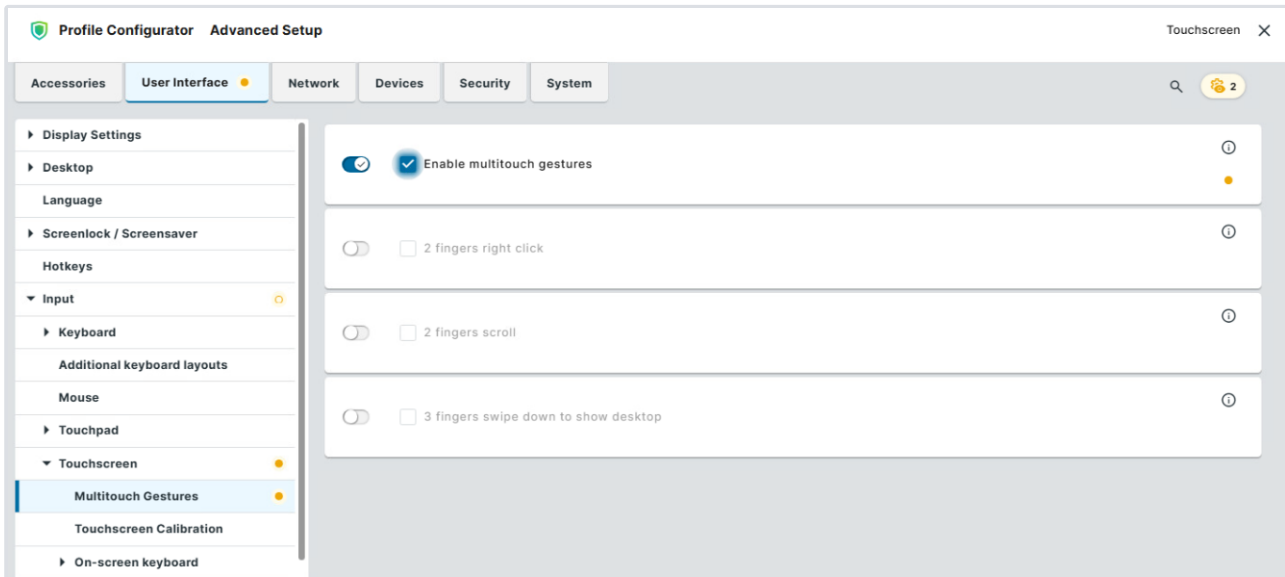 Profile Configurator Advanced Setup
Touchscreen
Accessories
User Interface
Network
Devices
Security
System
2
Display Settings
Desktop
Language
Screenlock / Screensaver
Hotkeys
Input
Keyboard
Additional keyboard layouts
Mouse
Touchpad
Touchscreen
Multitouch Gestures
Touchscreen Calibration
On-screen keyboard
Enable multitouch gestures
2 fingers right click
2 fingers scroll
3 fingers swipe down to show desktop